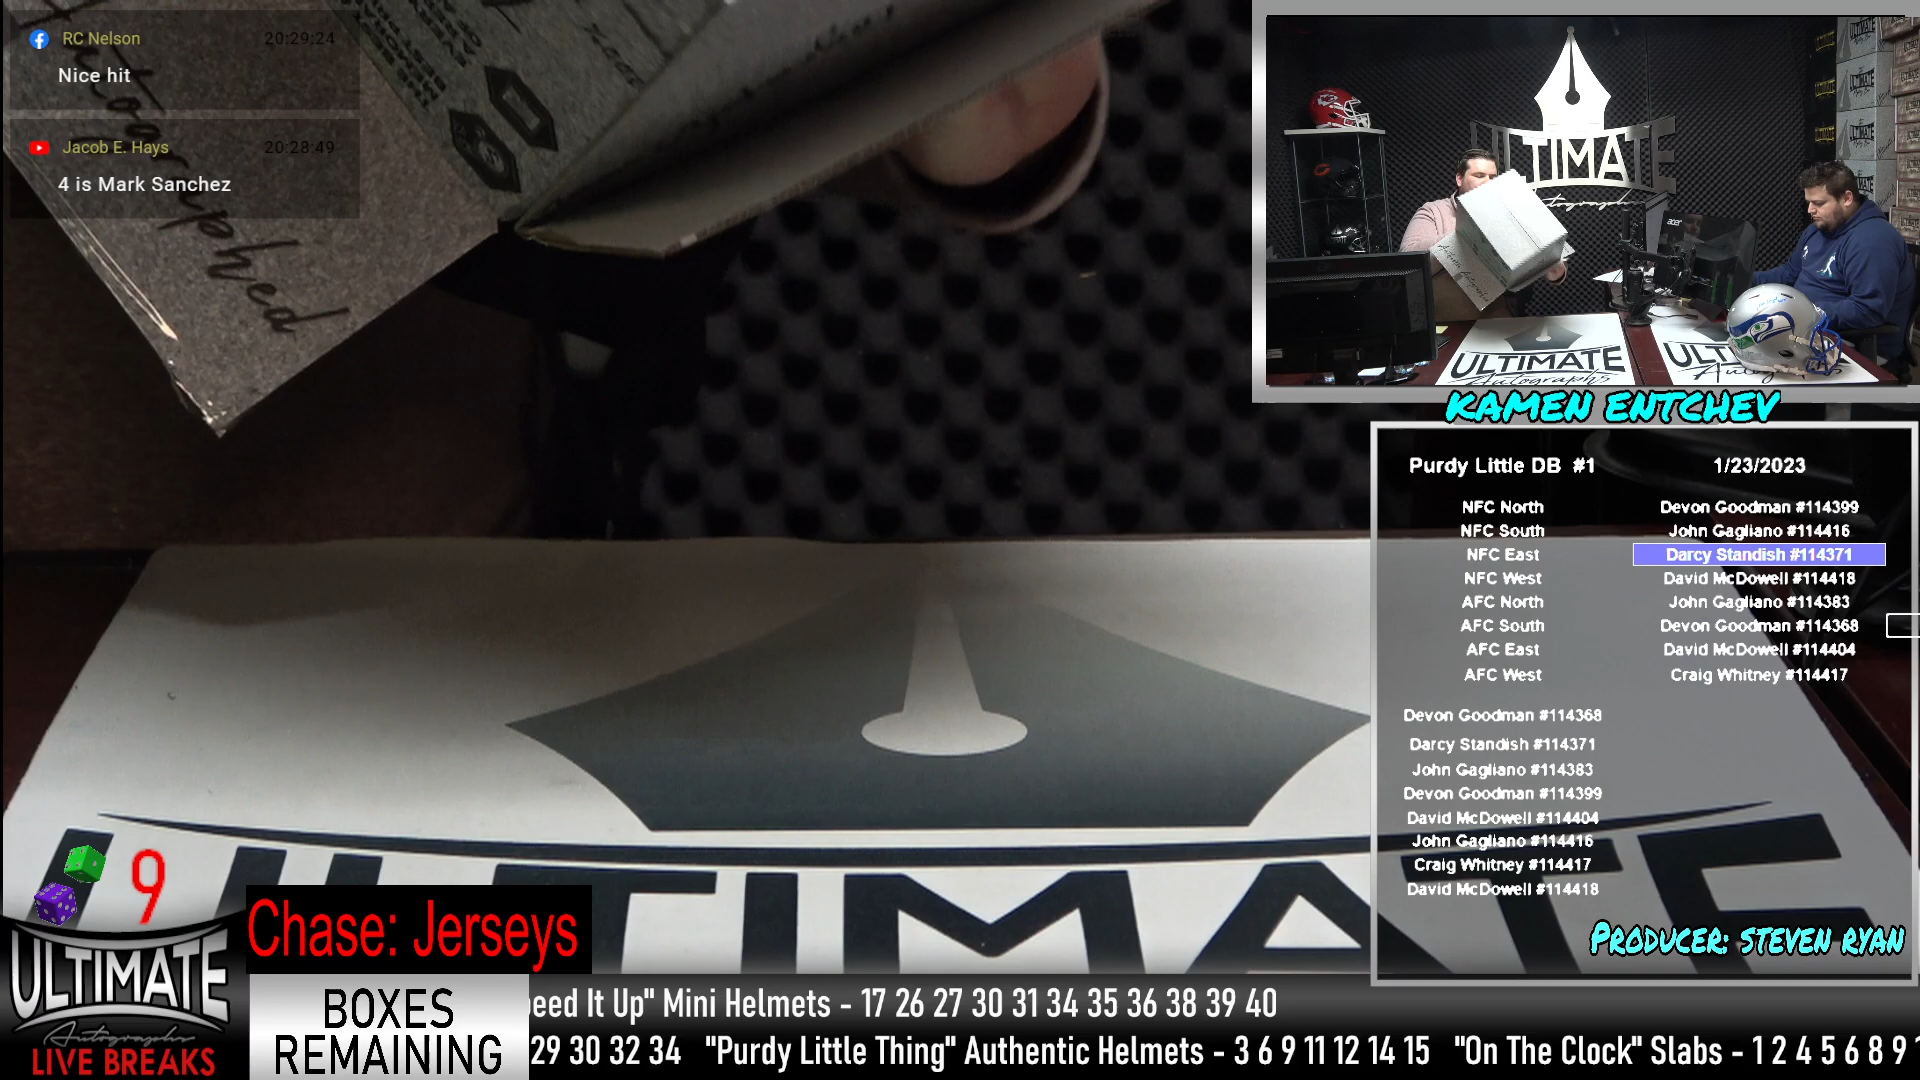 RC Nelson 20:29:24
Nice hit
Jacob E. Hays 20:28:49
4 is Mark Sanchez
Autographed
ULTIMATE
acer
ULTIMATE
Autographs
KAMEN ENTCHEV
Purdy Little DB #1 1/23/2023
NFC North Devon Goodman #114399
NFC South John Gagliano #114416
NFC East Darcy Standish #114371
NFC West David McDowell #114418
AFC North John Gagliano #114383
AFC South Devon Goodman #114368
AFC East David McDowell #114404
AFC West Craig Whitney #114417
Devon Goodman #114368
Darcy Standish #114371
John Gagliano #114383
Devon Goodman #114399
David McDowell #114404
John Gagliano #114416
Craig Whitney #114417
David McDowell #114418
PRODUCER: STEVEN RYAN
ULTIMATE
9
Chase: Jerseys
ULTIMATE
Autographs
LIVE BREAKS
BOXES
REMAINING
peed It Up" Mini Helmets - 17 26 27 30 31 34 35 36 38 39 40
29 30 32 34 "Purdy Little Thing" Authentic Helmets - 3 6 9 11 12 14 15 "On The Clock" Slabs - 1 2 4 5 6 8 9